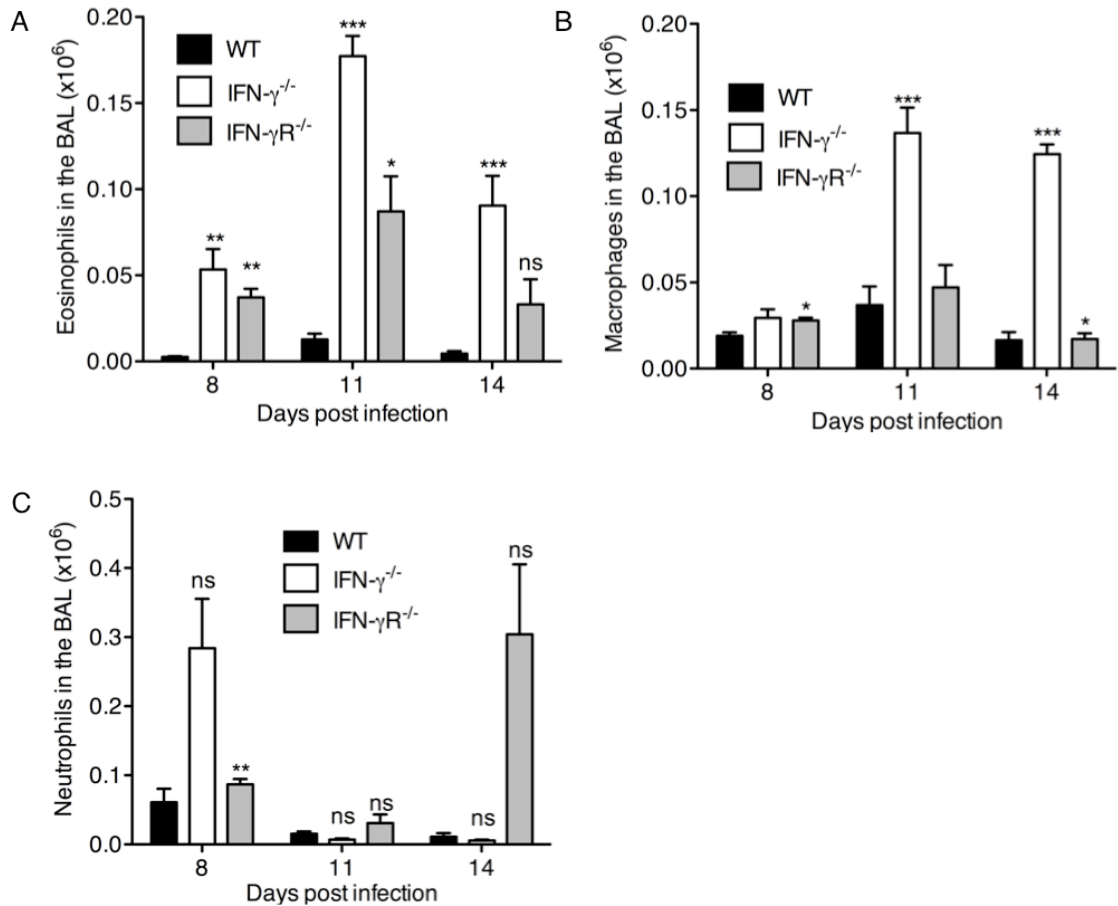 A
Eosinophils in the BAL (x10⁶)
0.20
0.15
0.10
0.05
0.00
WT
IFN-γ⁻/⁻
IFN-γR⁻/⁻
** **
*** *
*** ns
8 11 14
Days post infection
B
Macrophages in the BAL (x10⁶)
0.20
0.15
0.10
0.05
0.00
WT
IFN-γ⁻/⁻
IFN-γR⁻/⁻
*
***
*** *
8 11 14
Days post infection
C
Neutrophils in the BAL (x10⁶)
0.5
0.4
0.3
0.2
0.1
0.0
WT
IFN-γ⁻/⁻
IFN-γR⁻/⁻
ns **
ns ns
ns ns
8 11 14
Days post infection